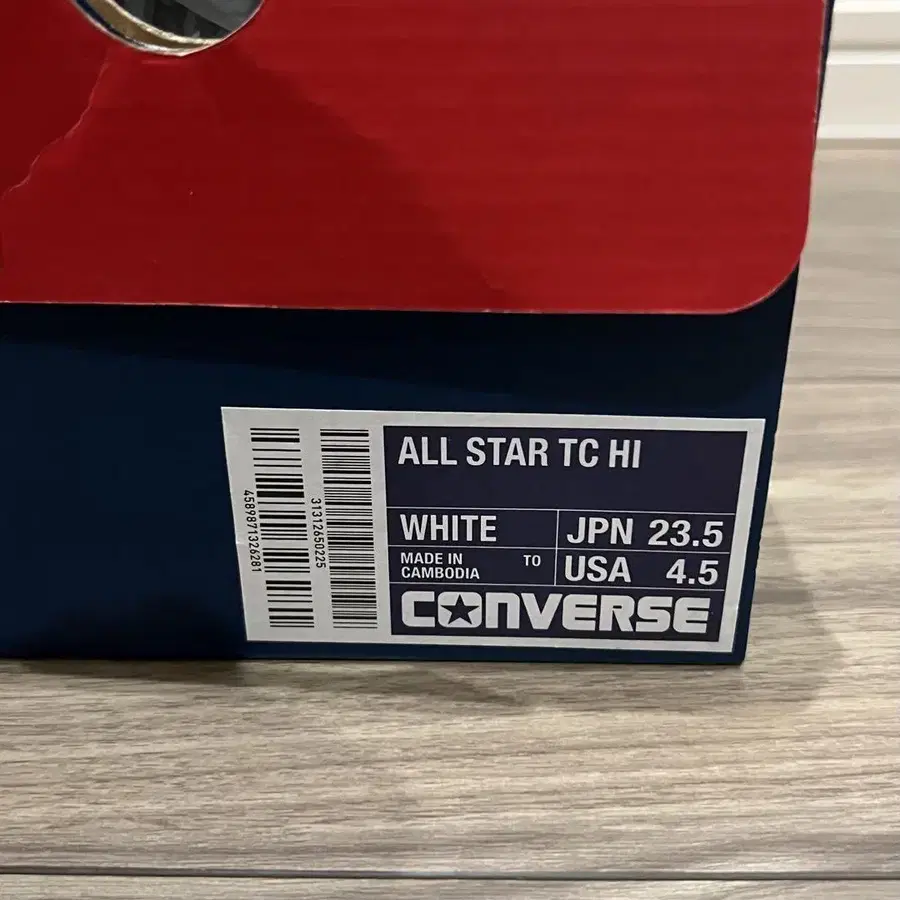 4589871326281
31312650225
ALL STAR TC HI
WHITE
JPN 23.5
MADE IN
CAMBODIA
TO
USA 4.5
CONVERSE